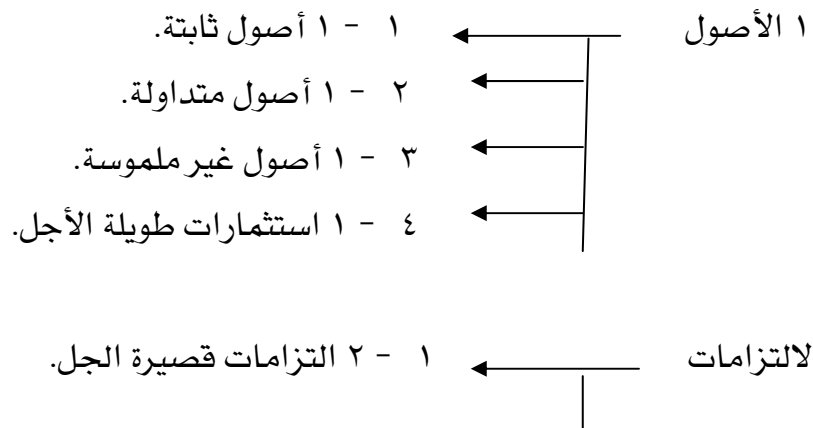 ١ الأصول ١ - ١ أصول ثابتة.
٢ - ١ أصول متداولة.
٣ - ١ أصول غير ملموسة.
٤ - ١ استثمارات طويلة الأجل.
لالتزامات ١ - ٢ التزامات قصيرة الجل.